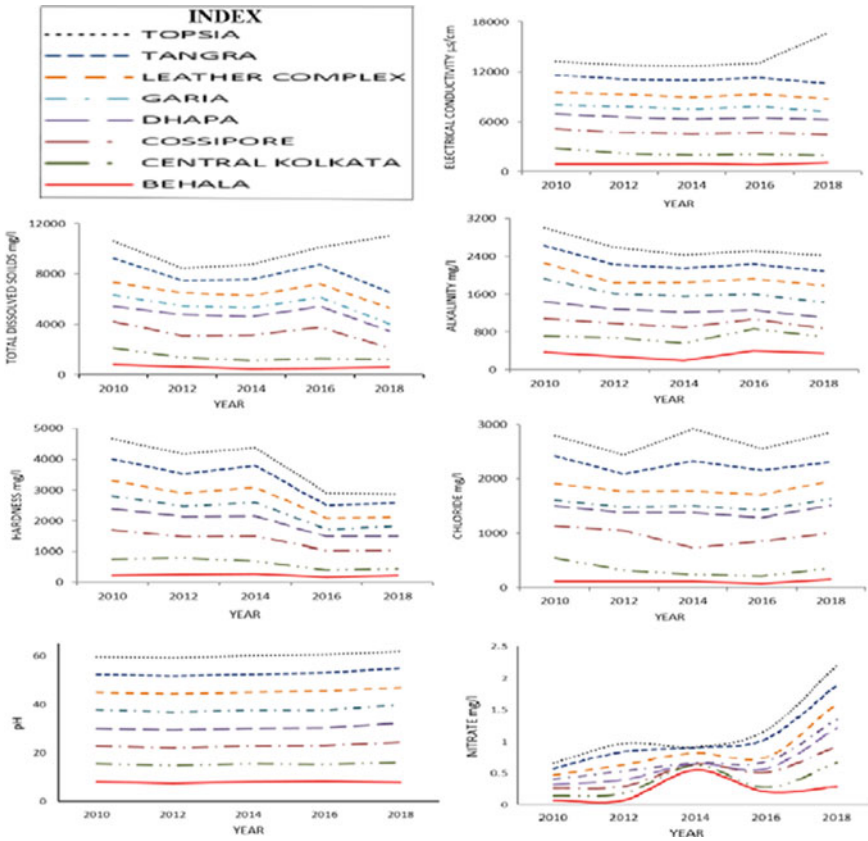 INDEX
TOPSIA
TANGRA
LEATHER COMPLEX
GARIA
DHAPA
COSSIPORE
CENTRAL KOLKATA
BEHALA
ELECTRICAL CONDUCTIVITY µs/cm
18000
12000
6000
0
2010 2012 2014 2016 2018
YEAR
TOTAL DISSOLVED SOILDS mg/l
12000
8000
4000
0
2010 2012 2014 2016 2018
YEAR
ALKALINITY mg/l
3200
2400
1600
800
0
2010 2012 2014 2016 2018
YEAR
HARDNESS mg/l
5000
4000
3000
2000
1000
0
2010 2012 2014 2016 2018
YEAR
CHLORIDE mg/l
3000
2000
1000
0
2010 2012 2014 2016 2018
YEAR
pH
60
40
20
0
2010 2012 2014 2016 2018
YEAR
NITRATE mg/l
2.5
2
1.5
1
0.5
0
2010 2012 2014 2016 2018
YEAR